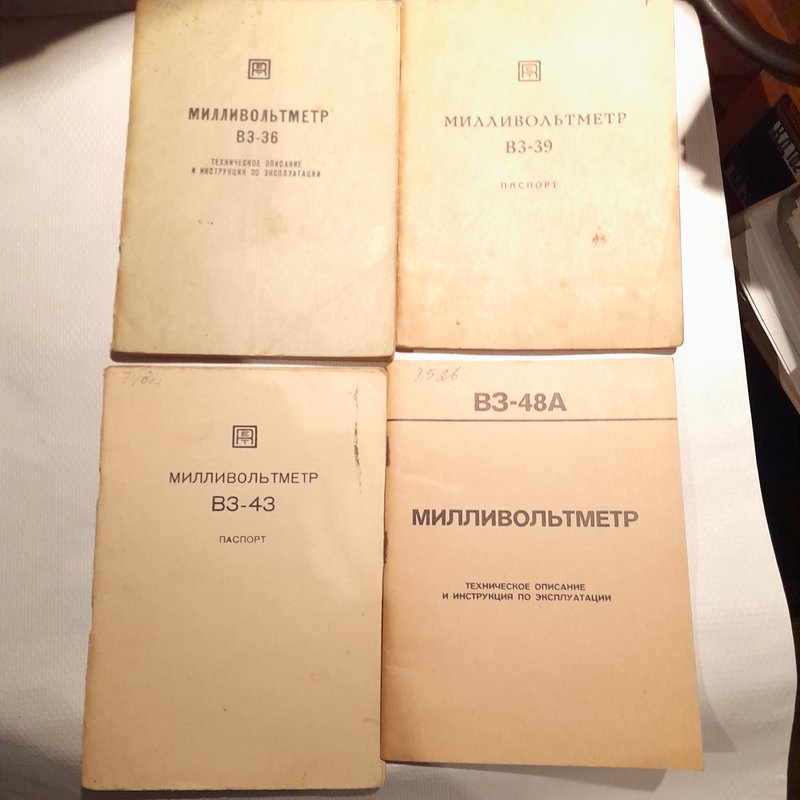 МИЛЛИВОЛЬТМЕТР
В3-36
ТЕХНИЧЕСКОЕ ОПИСАНИЕ
И ИНСТРУКЦИЯ ПО ЭКСПЛУАТАЦИИ
МИЛЛИВОЛЬТМЕТР
В3-39
ПАСПОРТ
МИЛЛИВОЛЬТМЕТР
В3-43
ПАСПОРТ
9526
В3-48А
МИЛЛИВОЛЬТМЕТР
ТЕХНИЧЕСКОЕ ОПИСАНИЕ
И ИНСТРУКЦИЯ ПО ЭКСПЛУАТАЦИИ